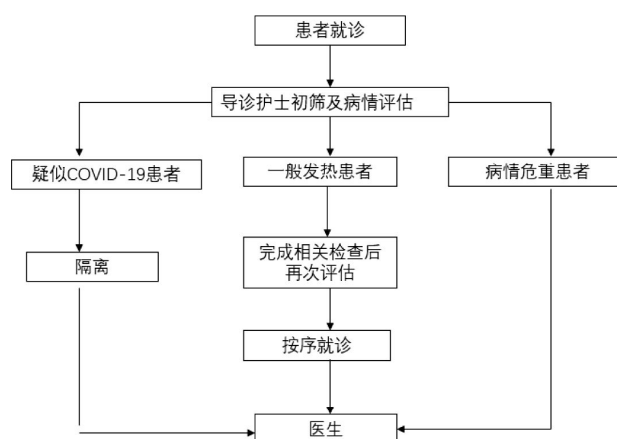 患者就诊
导诊护士初筛及病情评估
疑似COVID-19患者
一般发热患者
病情危重患者
隔离
完成相关检查后
再次评估
按序就诊
医生